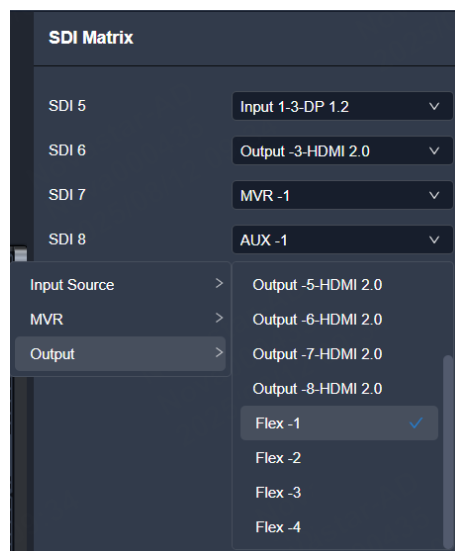 SDI Matrix
SDI 5 Input 1-3-DP 1.2
SDI 6 Output -3-HDMI 2.0
SDI 7 MVR -1
SDI 8 AUX -1
Input Source >
MVR >
Output >
Output -5-HDMI 2.0
Output -6-HDMI 2.0
Output -7-HDMI 2.0
Output -8-HDMI 2.0
Flex -1
Flex -2
Flex -3
Flex -4